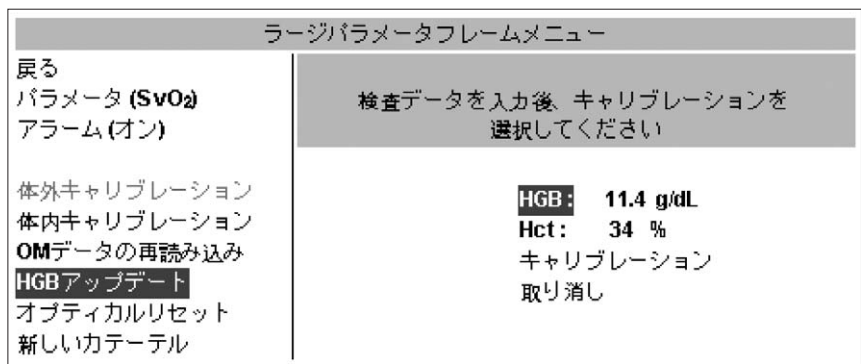 ラージパラメータフレームメニュー
戻る
パラメータ (SvO₂)
アラーム (オン)
体外キャリブレーション
体内キャリブレーション
OMデータの再読み込み
HGBアップデート
オプティカルリセット
新しいカテーテル
検査データを入力後、キャリブレーションを
選択してください
HGB: 11.4 g/dL
Hct: 34 %
キャリブレーション
取り消し